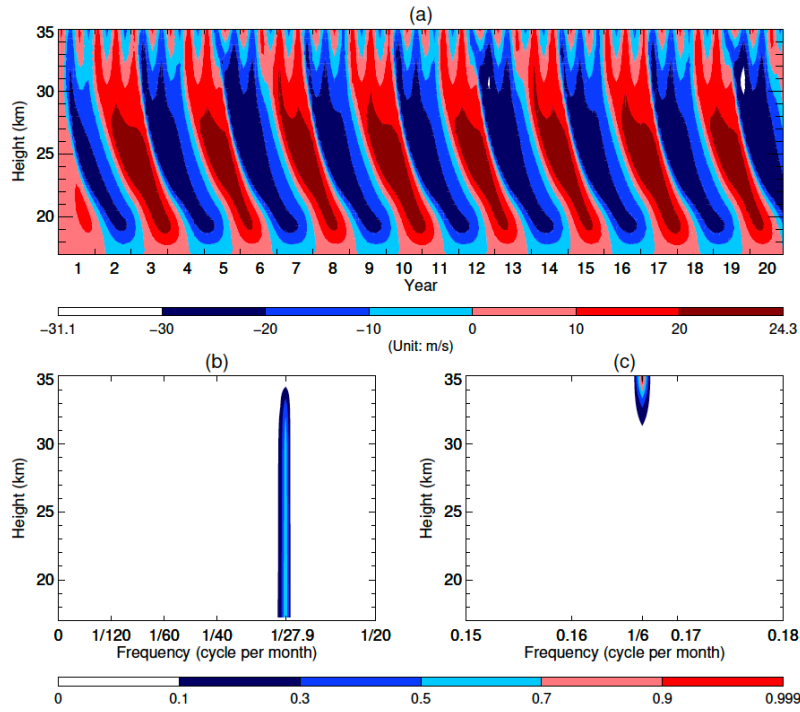 (a)
Height (km)
35
30
25
20
1 2 3 4 5 6 7 8 9 10 11 12 13 14 15 16 17 18 19 20
Year
−31.1 −30 −20 −10 0 10 20 24.3
(Unit: m/s)
(b)
Height (km)
35
30
25
20
0 1/120 1/60 1/40 1/27.9 1/20
Frequency (cycle per month)
(c)
Height (km)
35
30
25
20
0.15 0.16 1/6 0.17 0.18
Frequency (cycle per month)
0 0.1 0.3 0.5 0.7 0.9 0.999